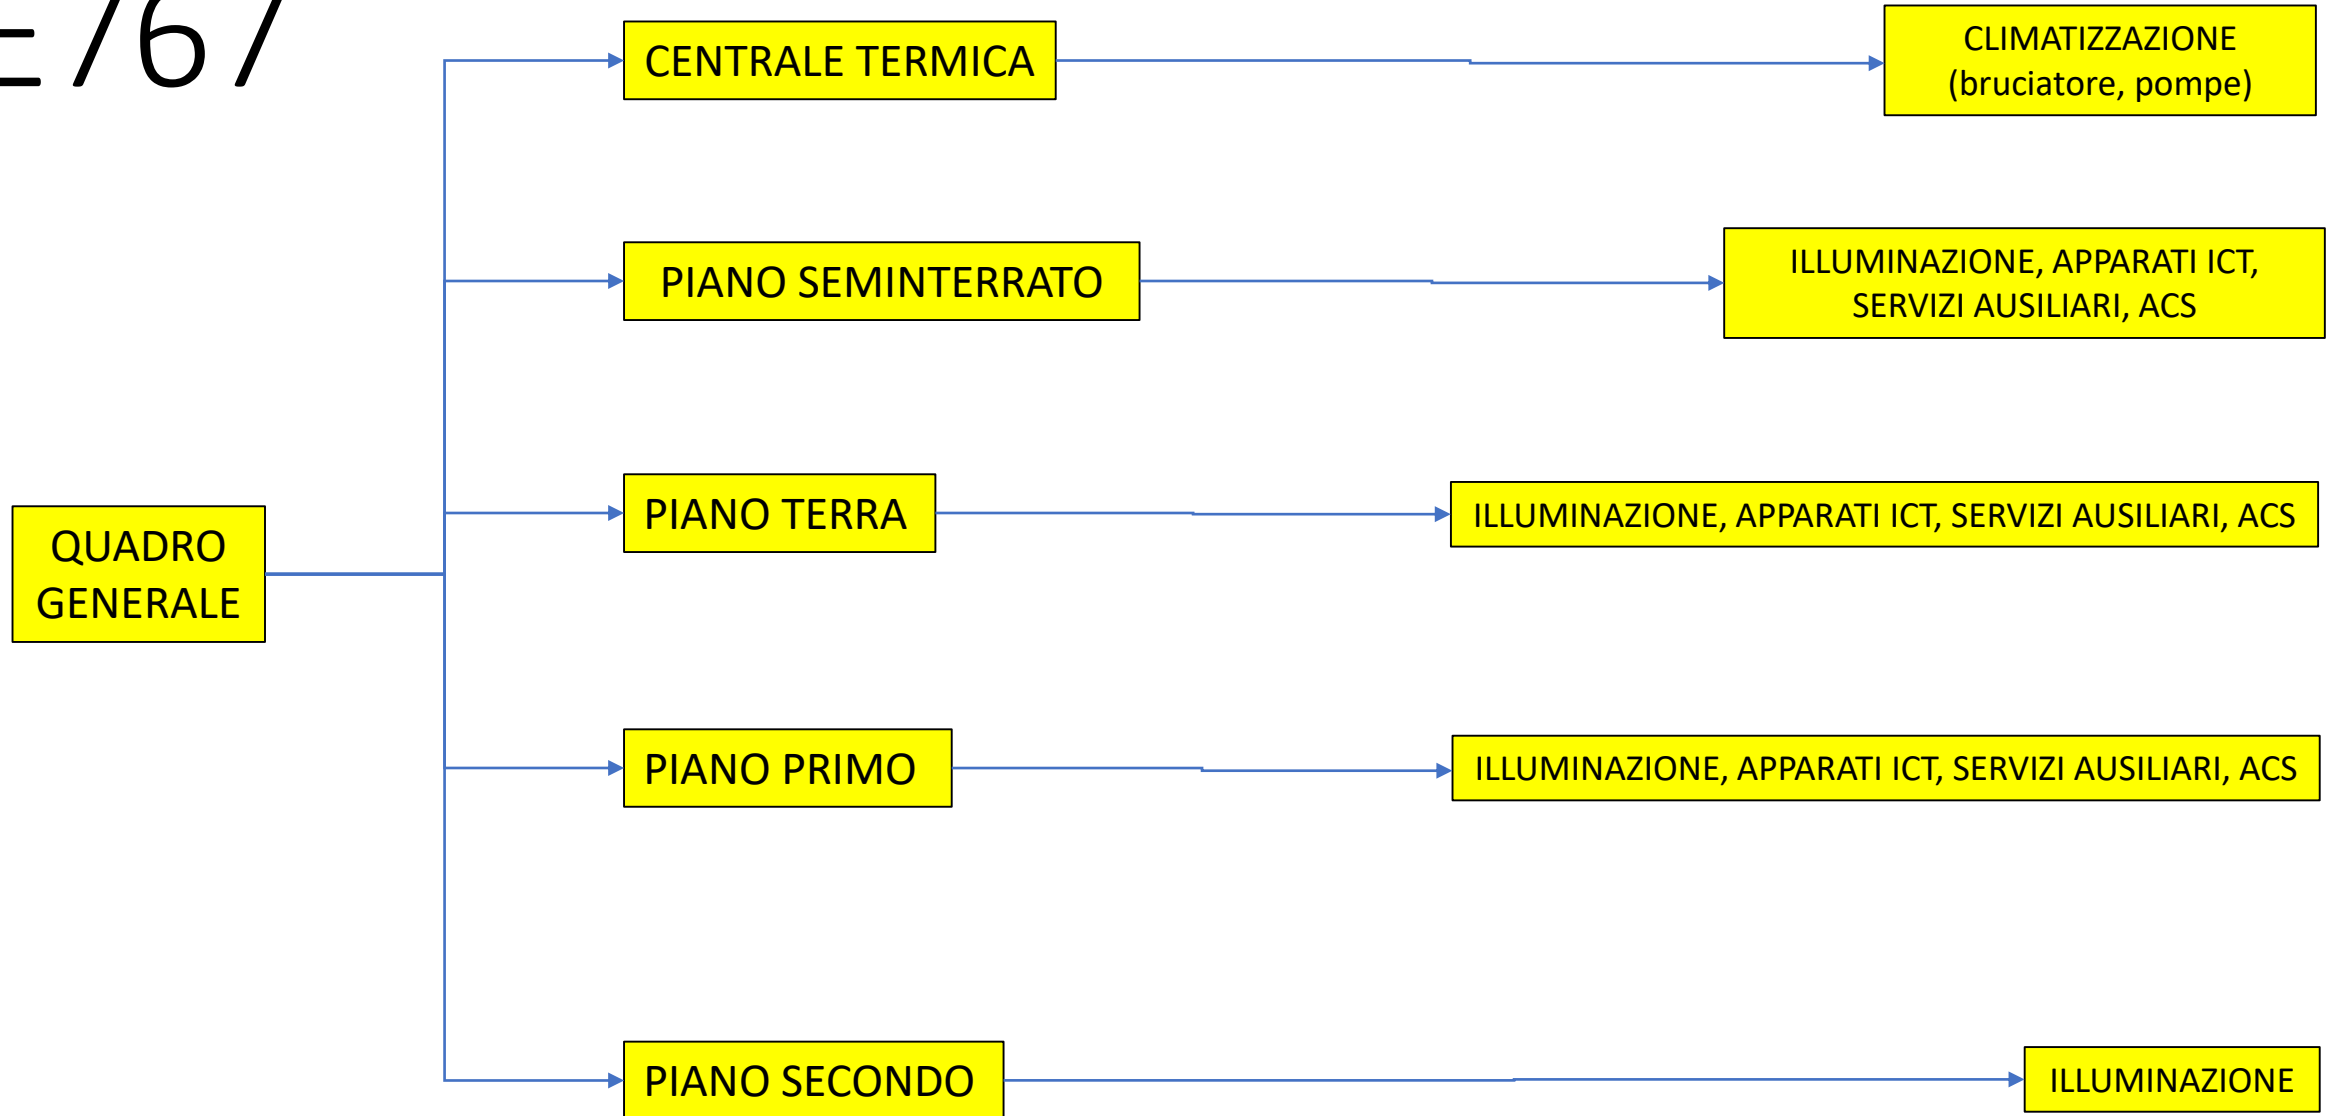 E767
CENTRALE TERMICA
CLIMATIZZAZIONE
(bruciatore, pompe)
PIANO SEMINTERRATO
ILLUMINAZIONE, APPARATI ICT,
SERVIZI AUSILIARI, ACS
PIANO TERRA
ILLUMINAZIONE, APPARATI ICT, SERVIZI AUSILIARI, ACS
QUADRO
GENERALE
PIANO PRIMO
ILLUMINAZIONE, APPARATI ICT, SERVIZI AUSILIARI, ACS
PIANO SECONDO
ILLUMINAZIONE